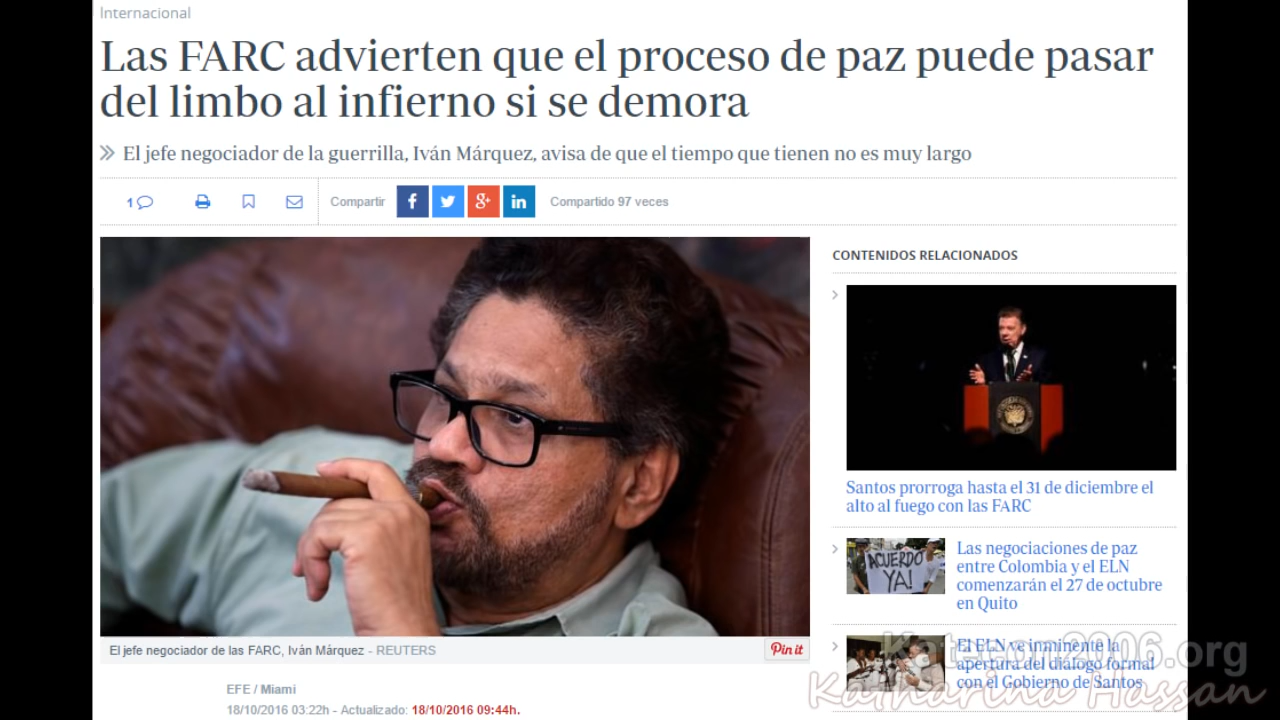 Internacional
Las FARC advierten que el proceso de paz puede pasar
del limbo al infierno si se demora
El jefe negociador de la guerrilla, Iván Márquez, avisa de que el tiempo que tienen no es muy largo
1
Compartir
f
g+
in
Compartido 97 veces
El jefe negociador de las FARC, Iván Márquez - REUTERS
Pin it
EFE / Miami
18/10/2016 03:22h - Actualizado: 18/10/2016 09:44h.
CONTENIDOS RELACIONADOS
Santos prorroga hasta el 31 de diciembre el
alto al fuego con las FARC
ACUERDO
YA!
Las negociaciones de paz
entre Colombia y el ELN
comenzarán el 27 de octubre
en Quito
El ELN ve inminente la
apertura del diálogo formal
con el Gobierno de Santos
Katecon2006.org
Katharina Hassan